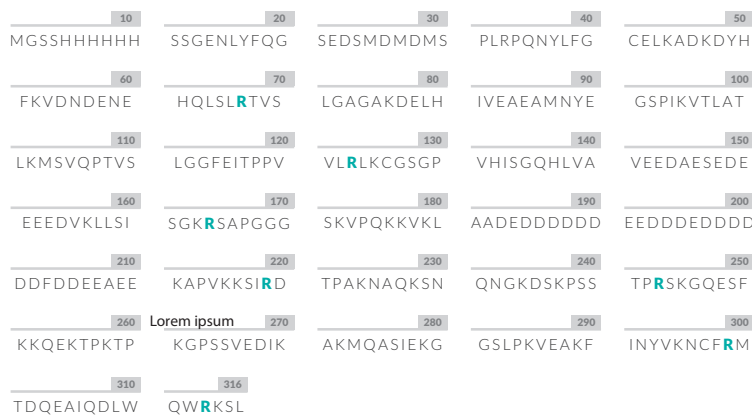 10 20 30 40 50
MGSSHHHHHH SSGENLYFQG SEDSMDMDMS PLRPQNYLFG CELKADKDYH
60 70 80 90 100
FKVDNDENE HQLSLRTVS LGAGAKDELH IVEAEAMNYE GSPIKVTLAT
110 120 130 140 150
LKMSVQPTVS LGGFEITPPV VLRLKCGSGP VHISGQHLVA VEEDAESEDE
160 170 180 190 200
EEEDVKLLSI SGKRSAPGGG SKVPQKKVKL AADEDDDDDD EEDDDEDDDD
210 220 230 240 250
DDFDDEEAEE KAPVKKSIRD TPAKNAQKSN QNGKDSKPSS TPRSKGQESF
260 Lorem ipsum 270 280 290 300
KKQEKTPKTP KGPSSVEDIK AKMQASIEKG GSLPKVEAKF INYVKNCFRM
310 316
TDQEAIQDLW QWRKSL